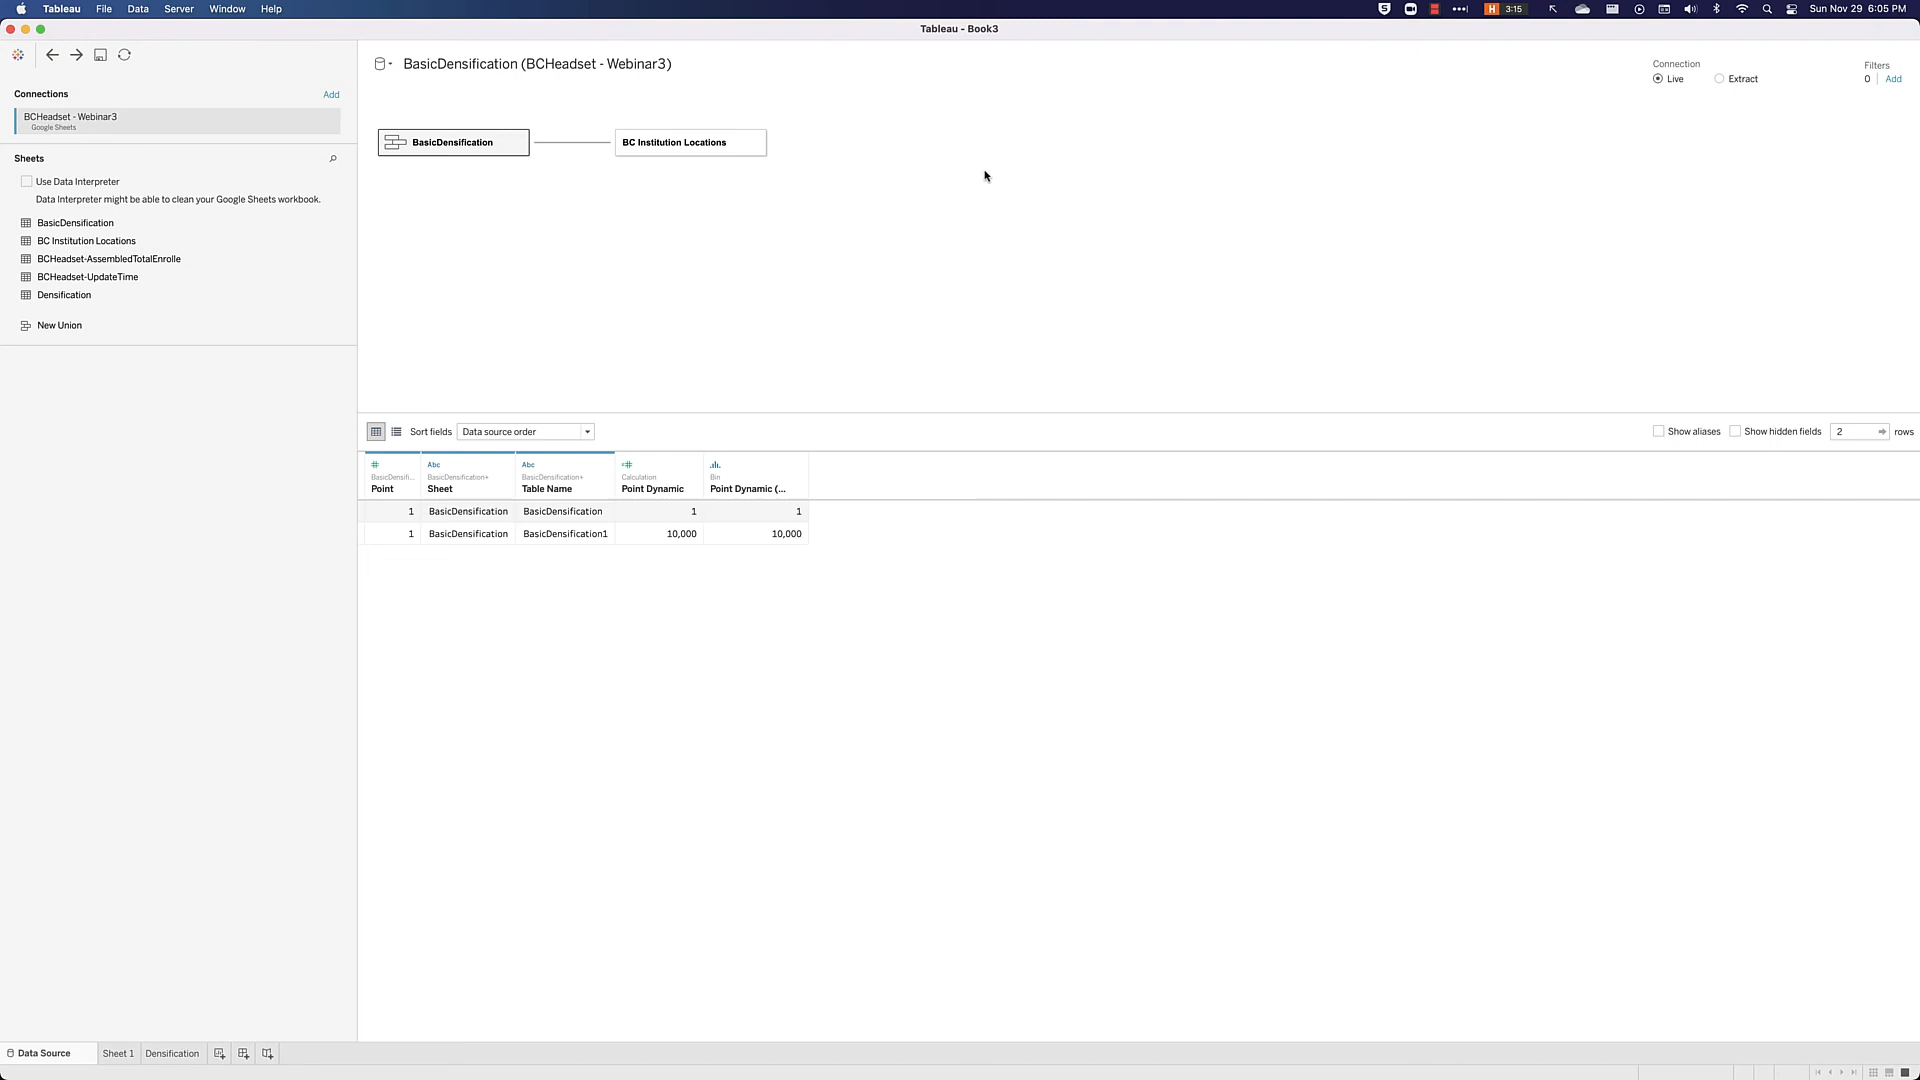 Tableau File Data Server Window Help
H 3:15
Sun Nov 29 6:05 PM
Tableau - Book3
Connections
Add
BCHeadset - Webinar3
Google Sheets
Sheets
Use Data Interpreter
Data Interpreter might be able to clean your Google Sheets workbook.
BasicDensification
BC Institution Locations
BCHeadset-AssembledTotalEnrolle
BCHeadset-UpdateTime
Densification
New Union
BasicDensification (BCHeadset - Webinar3)
Connection
Live Extract
Filters
0 Add
BasicDensification
BC Institution Locations
Sort fields Data source order
Show aliases Show hidden fields 2 rows
# Abc Abc =#
BasicDensifi... BasicDensification+ BasicDensification+ Calculation Bin
Point Sheet Table Name Point Dynamic Point Dynamic (...
1 BasicDensification BasicDensification 1 1
1 BasicDensification BasicDensification1 10,000 10,000
Data Source Sheet 1 Densification